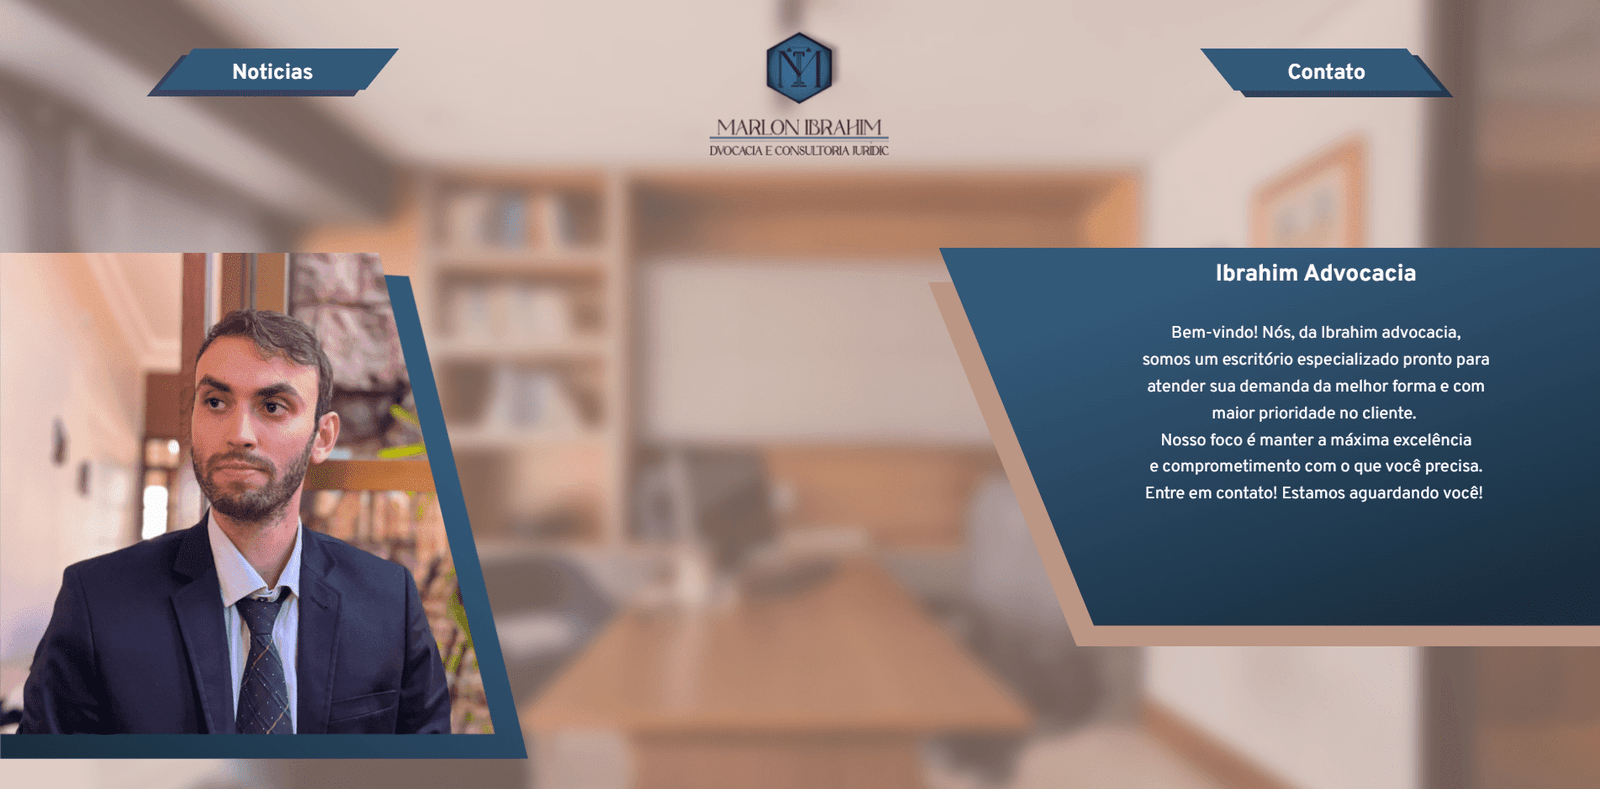 Noticias
Contato
MARLON IBRAHIM
DVOCACIA E CONSULTORIA JURÍDIC
Ibrahim Advocacia
Bem-vindo! Nós, da Ibrahim advocacia,
somos um escritório especializado pronto para
atender sua demanda da melhor forma e com
maior prioridade no cliente.
Nosso foco é manter a máxima excelência
e comprometimento com o que você precisa.
Entre em contato! Estamos aguardando você!